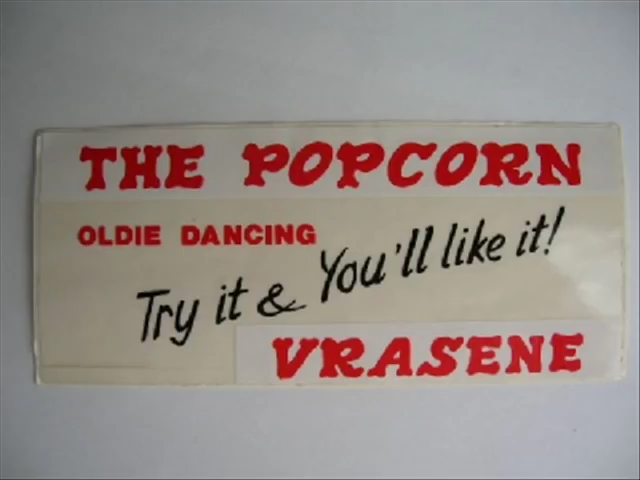 THE POPCORN
OLDIE DANCING
Try it & You'll like it!
VRASENE